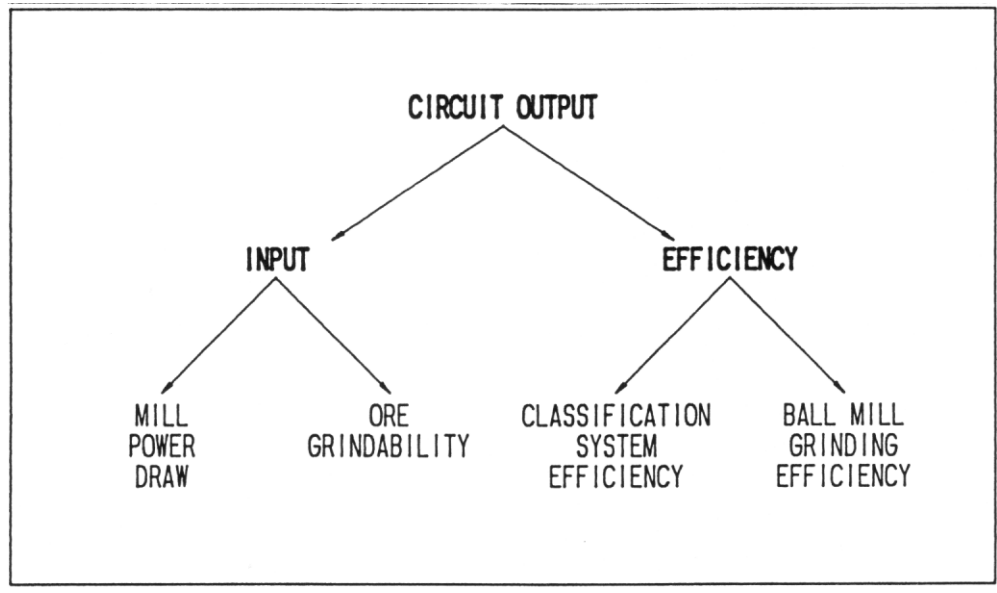 CIRCUIT OUTPUT
INPUT
EFFICIENCY
MILL
POWER
DRAW
ORE
GRINDABILITY
CLASSIFICATION
SYSTEM
EFFICIENCY
BALL MILL
GRINDING
EFFICIENCY